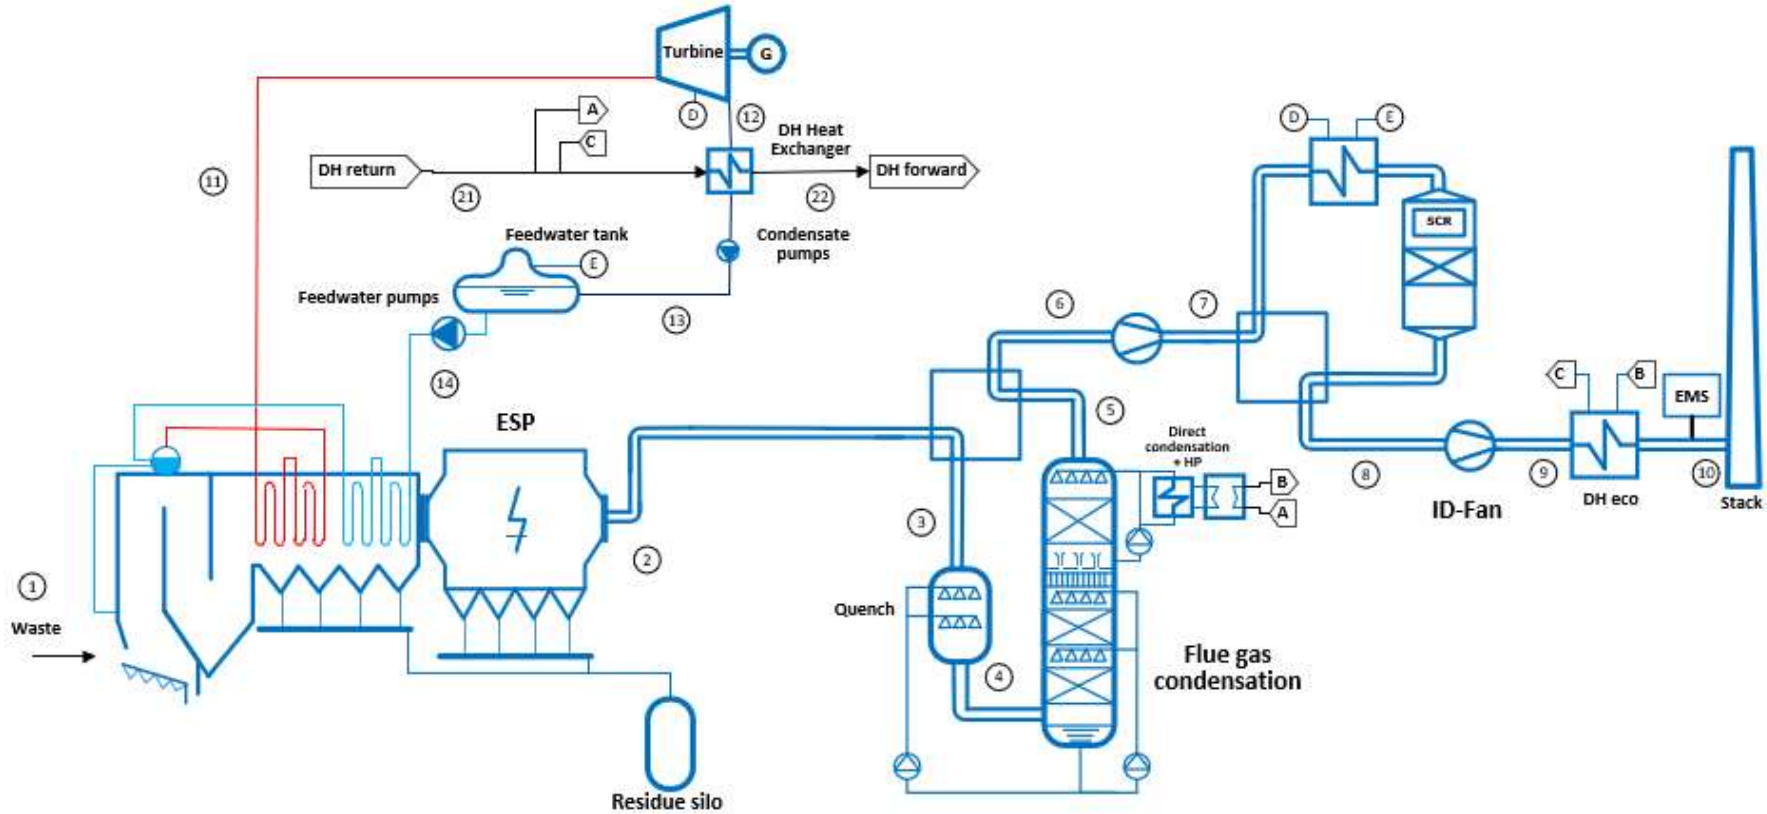 Turbine
G
A
D
12
C
DH Heat
Exchanger
D
E
DH return
DH forward
11
21
22
SCR
Feedwater tank
Condensate
pumps
E
Feedwater pumps
13
6
7
14
ESP
5
C
B
EMS
Direct
condensation
+ HP
B
A
8
9
10
ID-Fan
DH eco
Stack
3
2
1
Waste
Quench
4
Flue gas
condensation
Residue silo